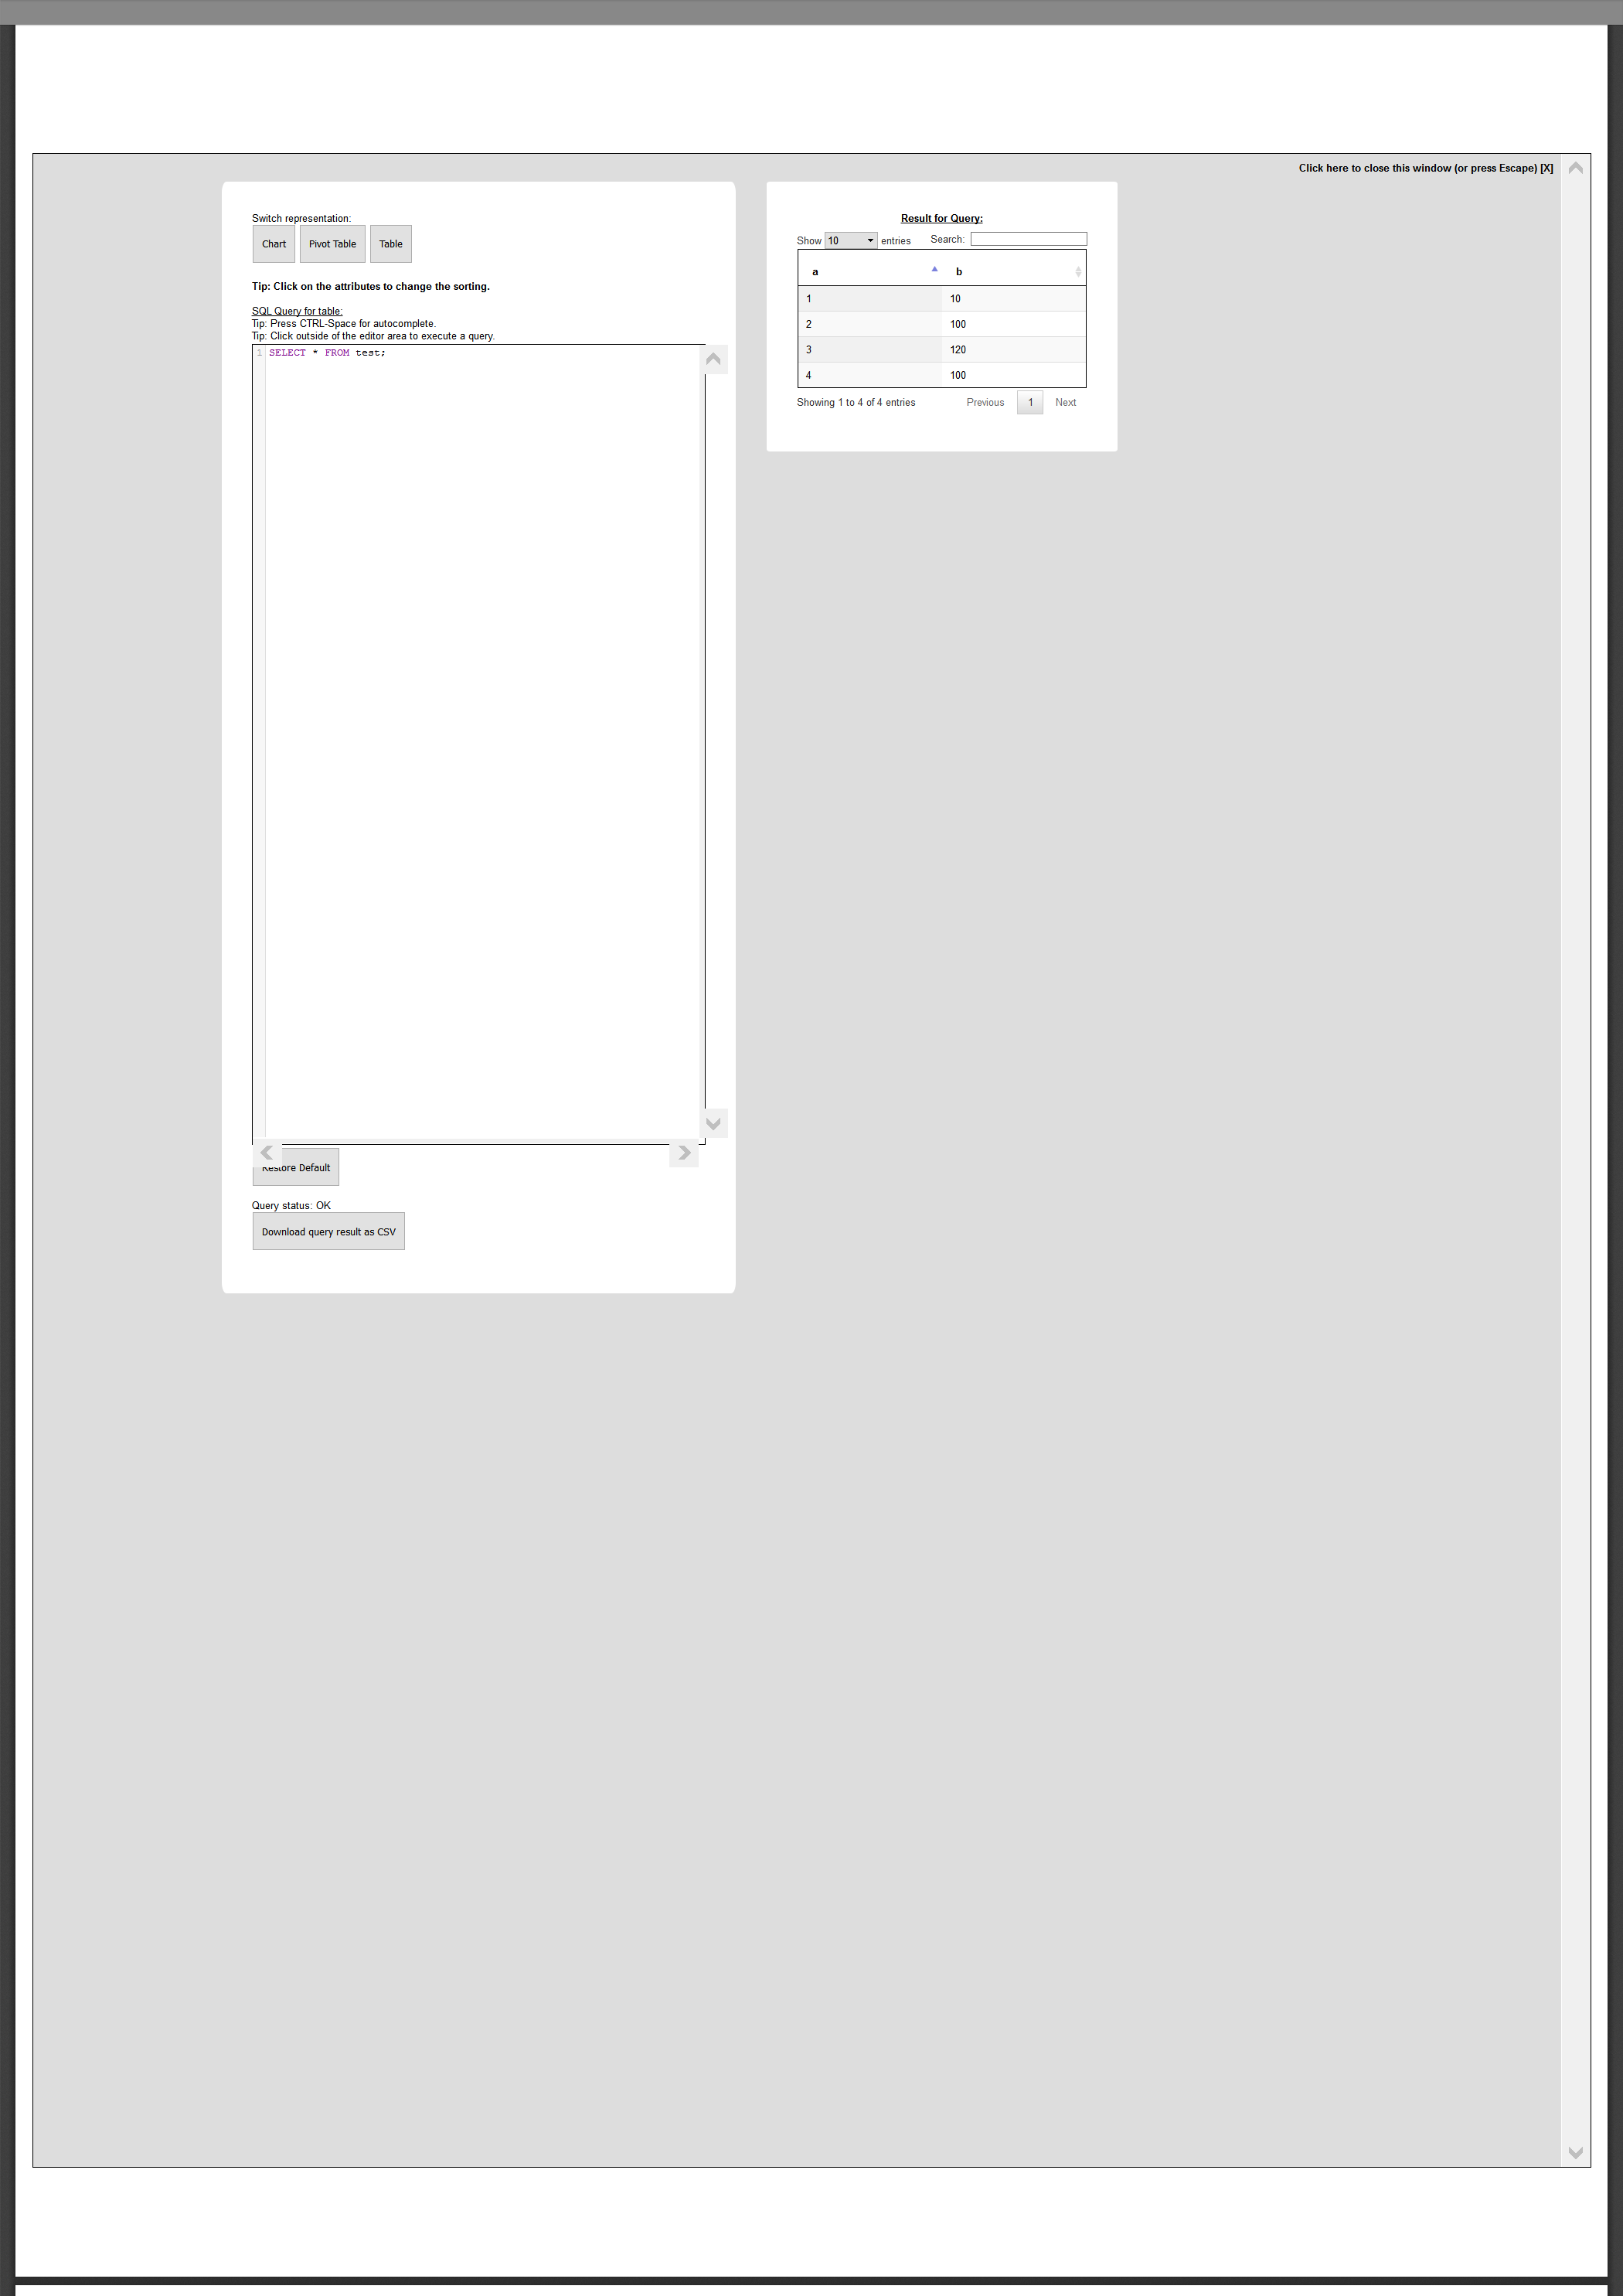 Click here to close this window (or press Escape) [X]
Switch representation:
Chart Pivot Table Table
Tip: Click on the attributes to change the sorting.
SQL Query for table:
Tip: Press CTRL-Space for autocomplete.
Tip: Click outside of the editor area to execute a query.
1 SELECT * FROM test;
Restore Default
Query status: OK
Download query result as CSV
Result for Query:
Show 10 entries Search:
a b
1 10
2 100
3 120
4 100
Showing 1 to 4 of 4 entries Previous 1 Next